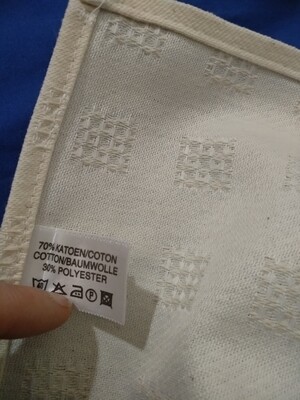 70% KATOEN/COTON
COTTON/BAUMWOLLE
30% POLYESTER